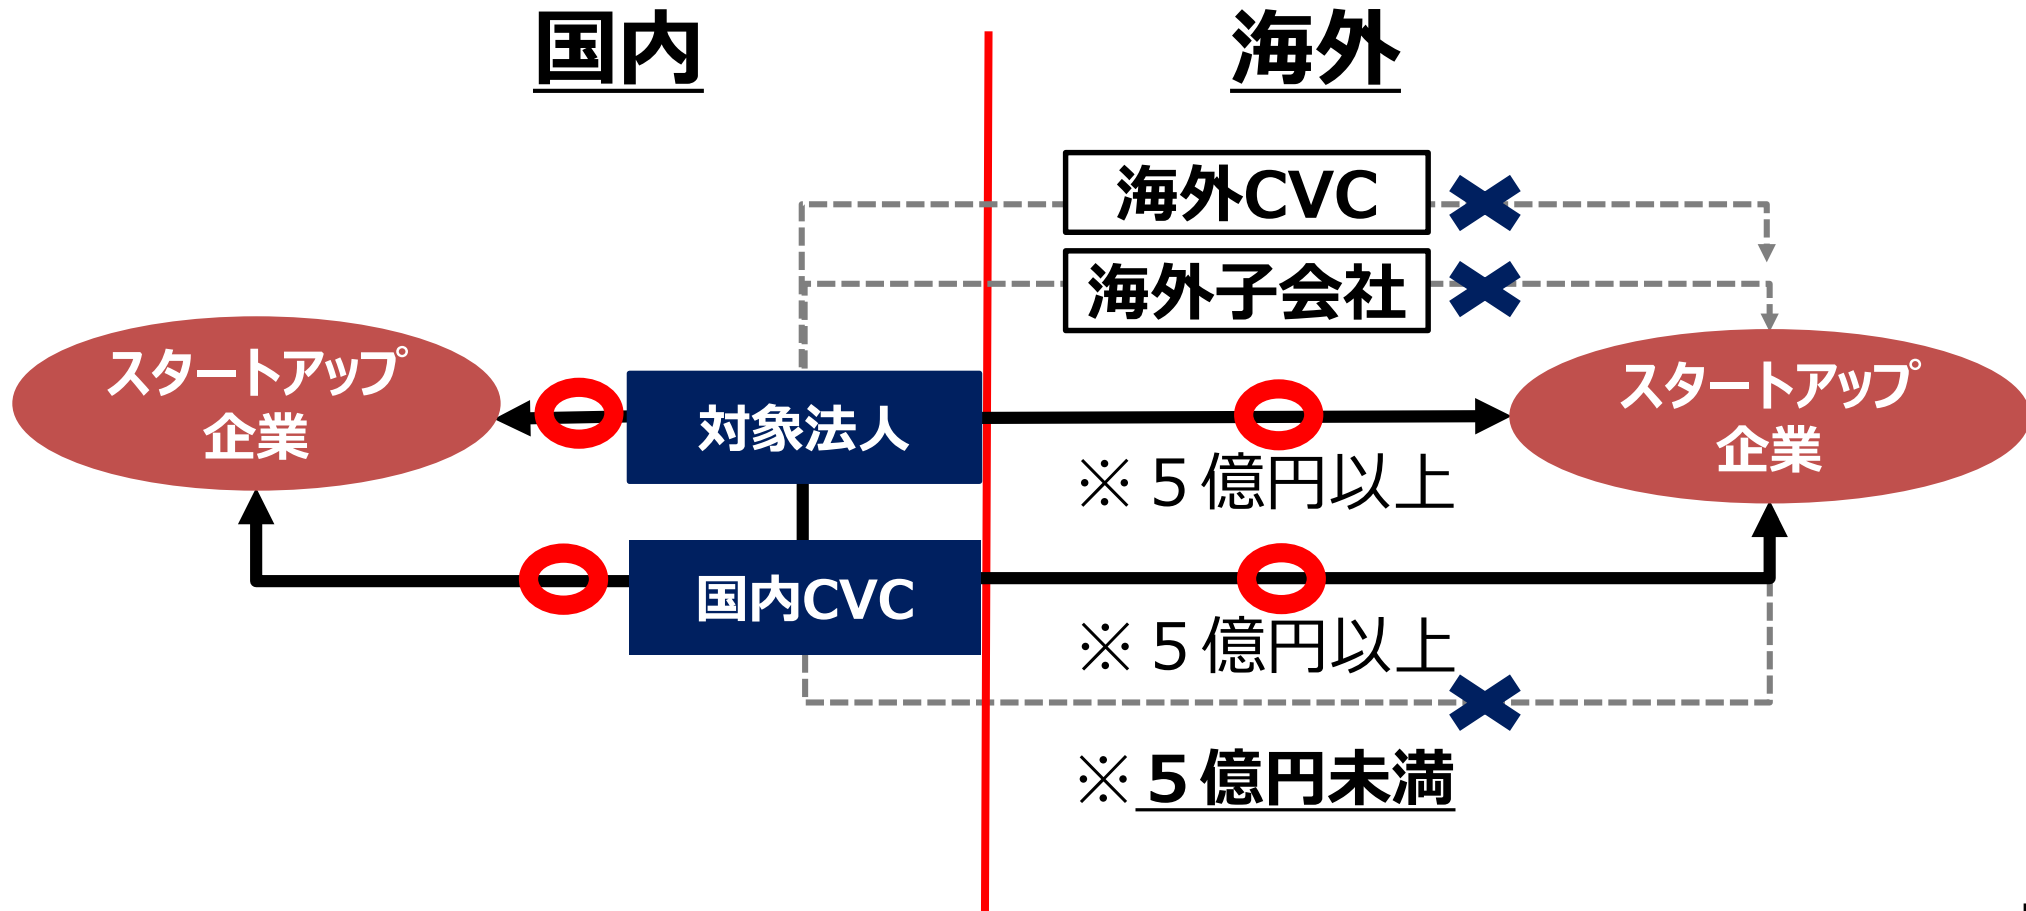 国内
海外
海外CVC
海外子会社
スタートアップ
企業
対象法人
スタートアップ
企業
※５億円以上
国内CVC
※５億円以上
※５億円未満